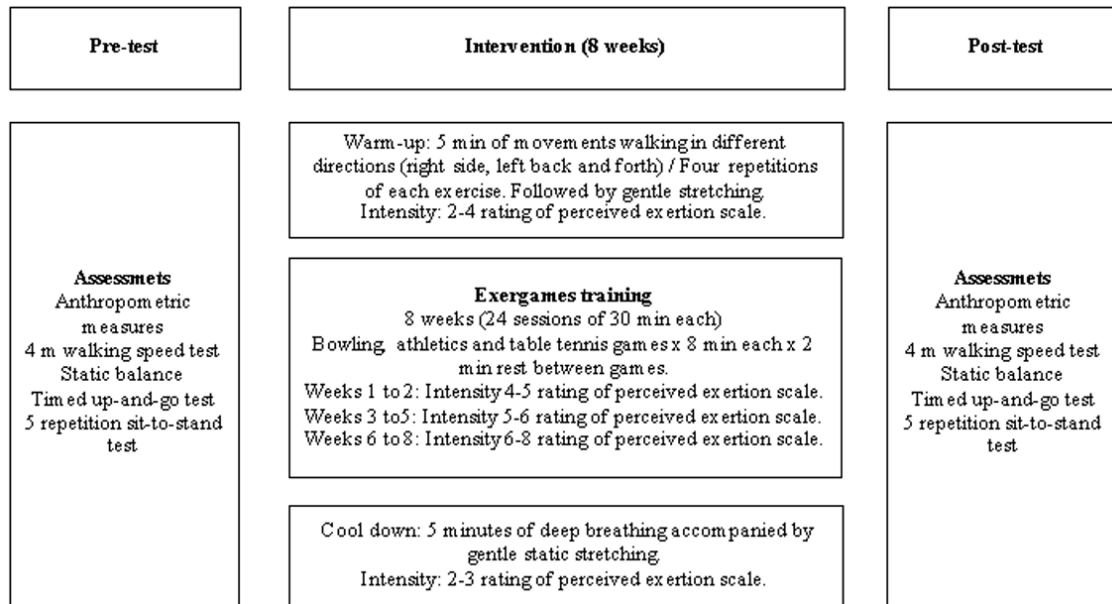 Pre-test
Intervention (8 weeks)
Post-test
Assessmets
Anthropometric
measures
4 m walking speed test
Static balance
Timed up-and-go test
5 repetition sit-to-stand
test
Warm-up: 5 min of movements walking in different
directions (right side, left back and forth) / Four repetitions
of each exercise. Followed by gentle stretching.
Intensity: 2-4 rating of perceived exertion scale.
Exergames training
8 weeks (24 sessions of 30 min each)
Bowling, athletics and table tennis games x 8 min each x 2
min rest between games.
Weeks 1 to 2: Intensity 4-5 rating of perceived exertion scale.
Weeks 3 to5: Intensity 5-6 rating of perceived exertion scale.
Weeks 6 to 8: Intensity 6-8 rating of perceived exertion scale.
Cool down: 5 minutes of deep breathing accompanied by
gentle static stretching.
Intensity: 2-3 rating of perceived exertion scale.
Assessmets
Anthropometric
measures
4 m walking speed test
Static balance
Timed up-and-go test
5 repetition sit-to-stand
test